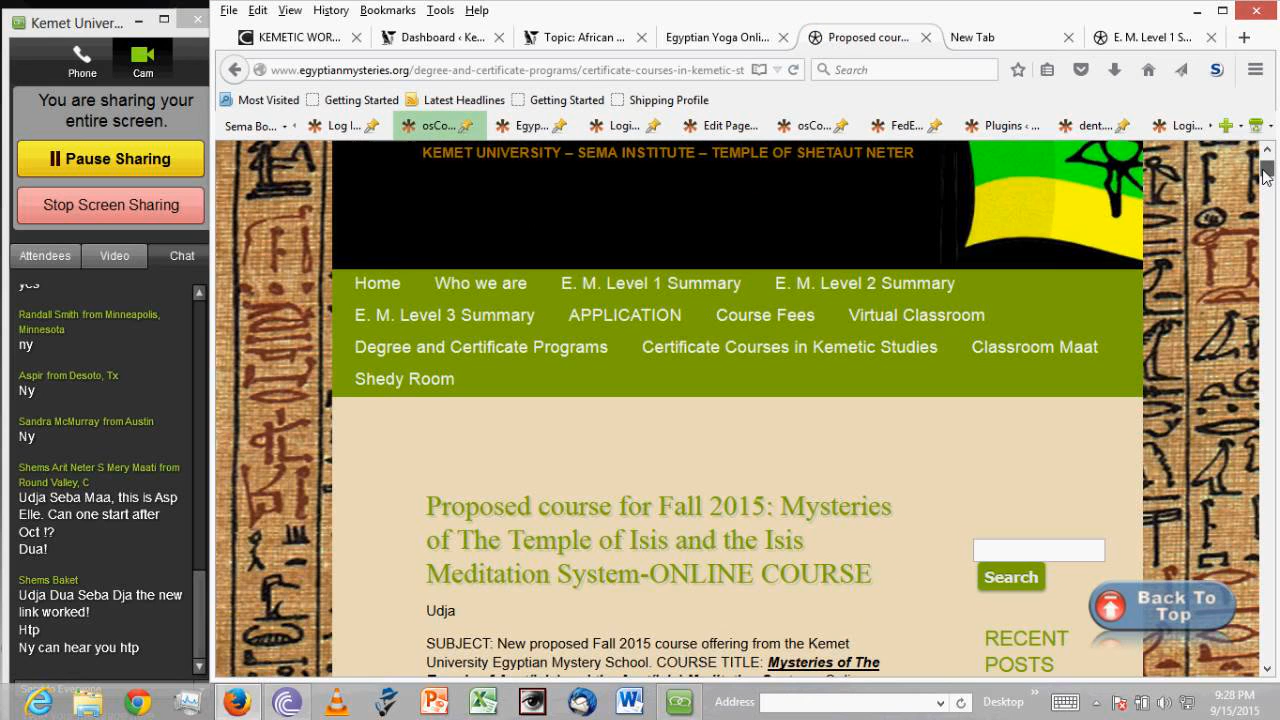 Kemet Univer...
Phone
Cam
You are sharing your
entire screen.
Pause Sharing
Stop Screen Sharing
Attendees
Video
Chat
yes
Randall Smith from Minneapolis,
Minnesota
ny
Aspir from Desoto, Tx
Ny
Sandra McMurray from Austin
Ny
Shems Arit Neter S Mery Maati from
Round Valley, C
Udja Seba Maa, this is Asp
Elle. Can one start after
Oct !?
Dua!
Shems Baket
Udja Dua Seba Dja the new
link worked!
Htp
Ny can hear you htp
File Edit View History Bookmarks Tools Help
KEMETIC WOR...
Dashboard ‹ Ke...
Topic: African ...
Egyptian Yoga Onli...
Proposed cour...
New Tab
E. M. Level 1 S...
www.egyptianmysteries.org/degree-and-certificate-programs/certificate-courses-in-kemetic-st
Search
Most Visited
Getting Started
Latest Headlines
Getting Started
Shipping Profile
Sema Bo...
Log I...
osCo...
Egyp...
Logi...
Edit Page...
osCo...
FedE...
Plugins ‹ ...
dent...
Logi...
KEMET UNIVERSITY – SEMA INSTITUTE – TEMPLE OF SHETAUT NETER
Home Who we are E. M. Level 1 Summary E. M. Level 2 Summary
E. M. Level 3 Summary APPLICATION Course Fees Virtual Classroom
Degree and Certificate Programs Certificate Courses in Kemetic Studies Classroom Maat
Shedy Room
Proposed course for Fall 2015: Mysteries
of The Temple of Isis and the Isis
Meditation System-ONLINE COURSE
Udja
SUBJECT: New proposed Fall 2015 course offering from the Kemet
University Egyptian Mystery School. COURSE TITLE: Mysteries of The
Search
Back To
Top
RECENT
POSTS
Address
Desktop
9:28 PM
9/15/2015